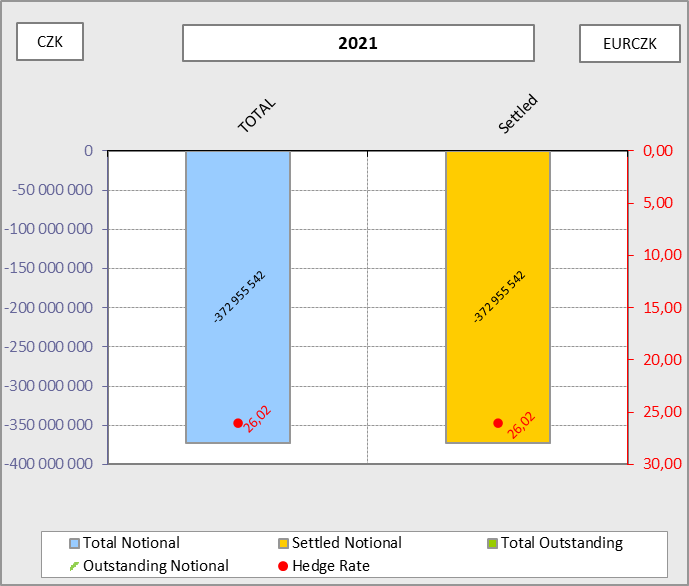 CZK
2021
EURCZK
TOTAL
Settled
0
0,00
-50 000 000
5,00
-100 000 000
10,00
-150 000 000
-372 955 542
-372 955 542
-200 000 000
15,00
-250 000 000
20,00
-300 000 000
25,00
-350 000 000
26,02
26,02
-400 000 000
30,00
Total Notional
Settled Notional
Total Outstanding
Outstanding Notional
Hedge Rate